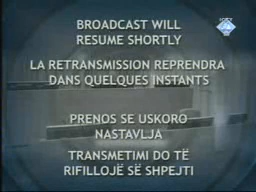 BROADCAST WILL
RESUME SHORTLY
LA RETRANSMISSION REPRENDRA
DANS QUELQUES INSTANTS
PRENOS SE USKORO
NASTAVLJA
TRANSMETIMI DO TË
RIFILLOJË SË SHPEJTI